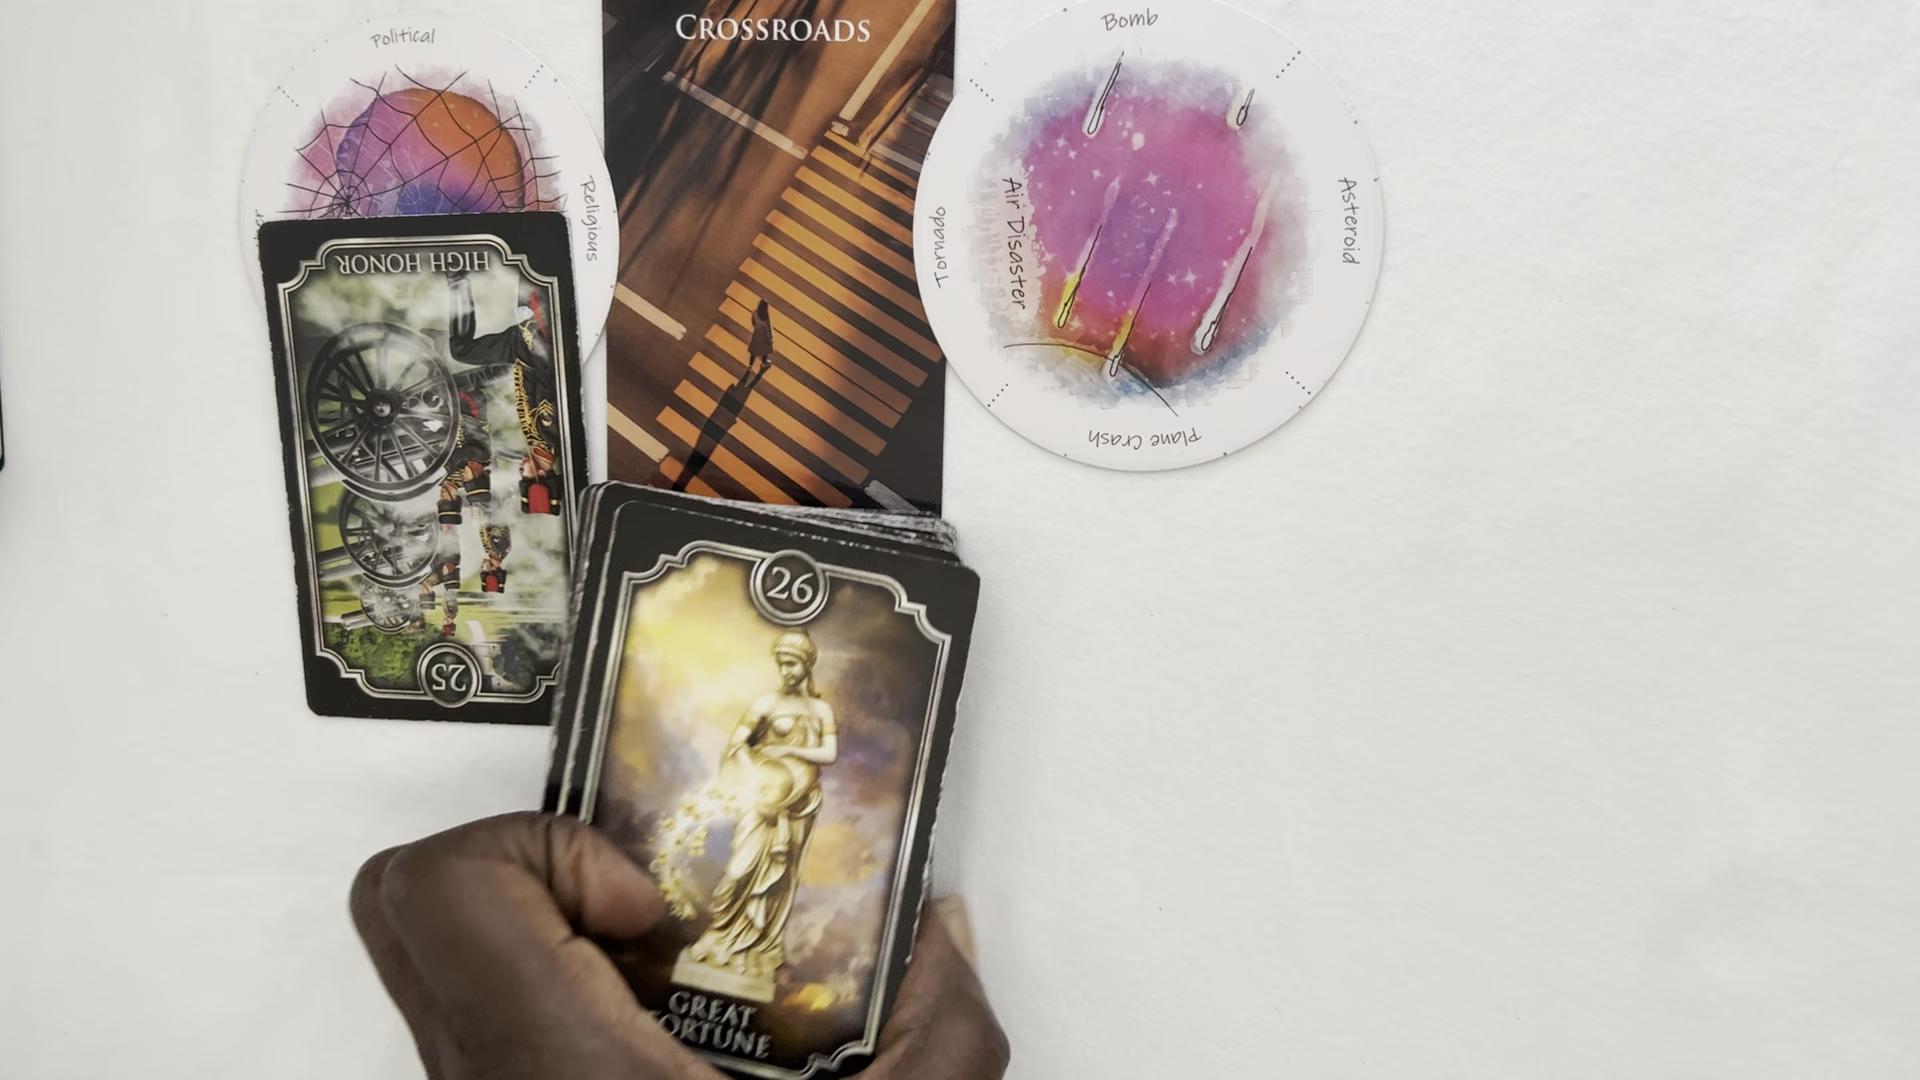 Political
Religious
CROSSROADS
Bomb
Asteroid
Plane Crash
Tornado
Air Disaster
HIGH HONOR
25
26
GREAT
FORTUNE